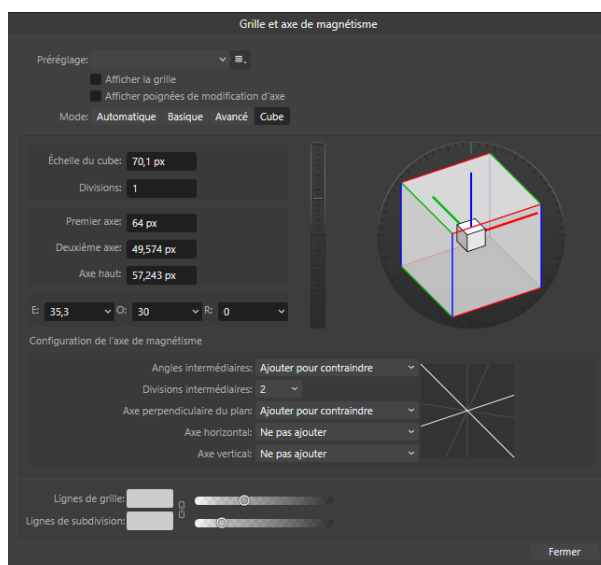 Grille et axe de magnétisme
Préréglage:
Afficher la grille
Afficher poignées de modification d'axe
Mode: Automatique Basique Avancé Cube
Échelle du cube: 70,1 px
Divisions: 1
Premier axe: 64 px
Deuxième axe: 49,574 px
Axe haut: 57,243 px
E: 35,3 O: 30 R: 0
Configuration de l'axe de magnétisme
Angles intermédiaires: Ajouter pour contraindre
Divisions intermédiaires: 2
Axe perpendiculaire du plan: Ajouter pour contraindre
Axe horizontal: Ne pas ajouter
Axe vertical: Ne pas ajouter
Lignes de grille:
Lignes de subdivision:
Fermer